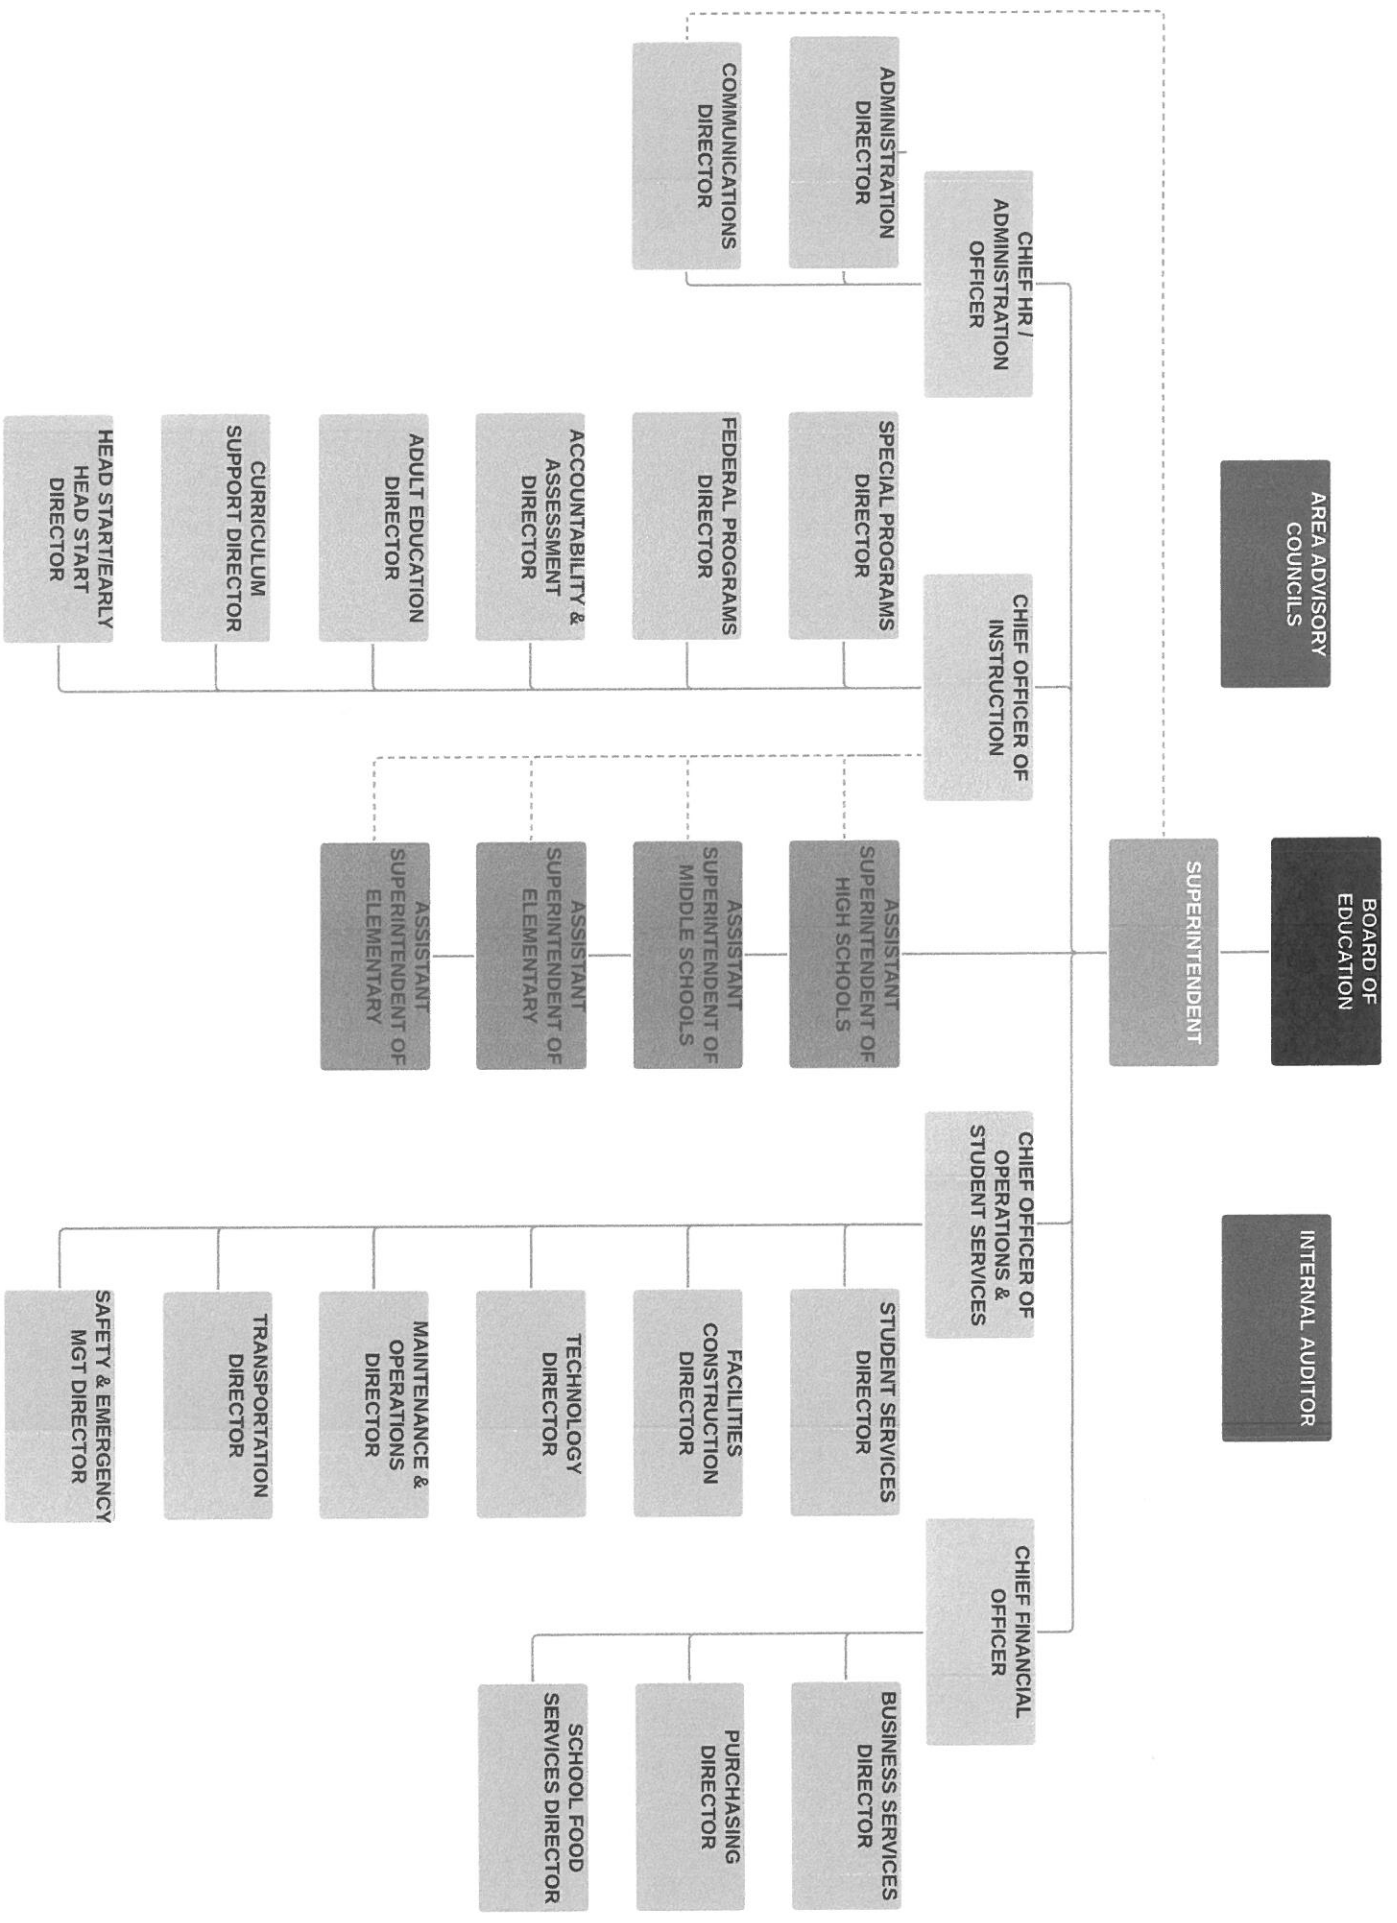 BOARD OF
EDUCATION
AREA ADVISORY
COUNCILS
INTERNAL AUDITOR
SUPERINTENDENT
CHIEF HR /
ADMINISTRATION
OFFICER
CHIEF OFFICER OF
INSTRUCTION
CHIEF OFFICER OF
OPERATIONS &
STUDENT SERVICES
CHIEF FINANCIAL
OFFICER
ADMINISTRATION
DIRECTOR
COMMUNICATIONS
DIRECTOR
SPECIAL PROGRAMS
DIRECTOR
FEDERAL PROGRAMS
DIRECTOR
ACCOUNTABILITY &
ASSESSMENT
DIRECTOR
ADULT EDUCATION
DIRECTOR
CURRICULUM
SUPPORT DIRECTOR
HEAD START/EARLY
HEAD START
DIRECTOR
ASSISTANT
SUPERINTENDENT OF
HIGH SCHOOLS
ASSISTANT
SUPERINTENDENT OF
MIDDLE SCHOOLS
ASSISTANT
SUPERINTENDENT OF
ELEMENTARY
ASSISTANT
SUPERINTENDENT OF
ELEMENTARY
STUDENT SERVICES
DIRECTOR
FACILITIES
CONSTRUCTION
DIRECTOR
TECHNOLOGY
DIRECTOR
MAINTENANCE &
OPERATIONS
DIRECTOR
TRANSPORTATION
DIRECTOR
SAFETY & EMERGENCY
MGT DIRECTOR
BUSINESS SERVICES
DIRECTOR
PURCHASING
DIRECTOR
SCHOOL FOOD
SERVICES DIRECTOR